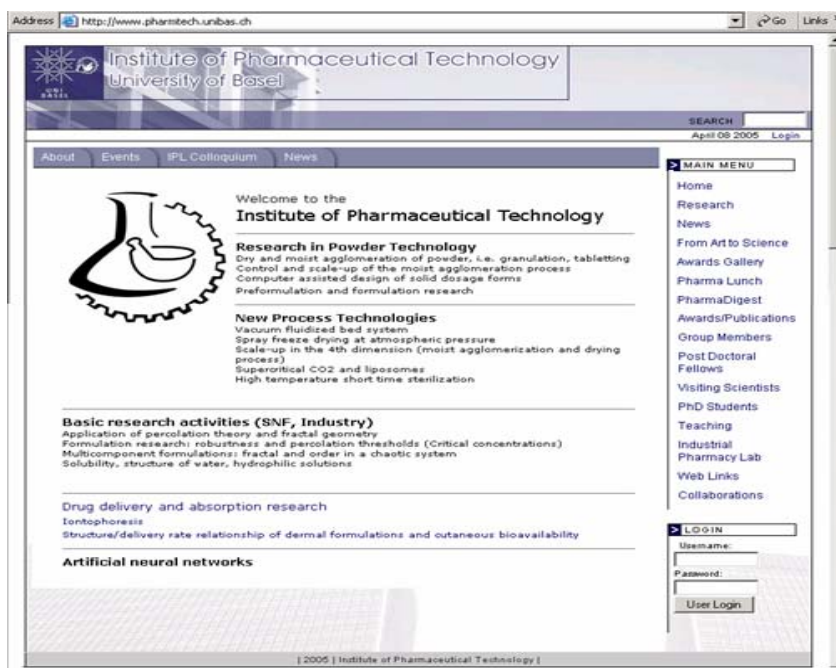 Address http://www.pharmtech.unibas.ch Go Links
Institute of Pharmaceutical Technology
University of Basel
UNI
BASEL
SEARCH
April 08 2005 Login
About Events IPL Colloquium News
Welcome to the
Institute of Pharmaceutical Technology
Research in Powder Technology
Dry and moist agglomeration of powder, i.e. granulation, tabletting
Control and scale-up of the moist agglomeration process
Computer assisted design of solid dosage forms
Preformulation and formulation research
New Process Technologies
Vacuum fluidized bed system
Spray freeze drying at atmospheric pressure
Scale-up in the 4th dimension (moist agglomerization and drying
process)
Supercritical CO2 and liposomes
High temperature short time sterilization
Basic research activities (SNF, Industry)
Application of percolation theory and fractal geometry
Formulation research: robustness and percolation thresholds (Critical concentrations)
Multicomponent formulations: fractal and order in a chaotic system
Solubility, structure of water, hydrophilic solutions
Drug delivery and absorption research
Iontophoresis
Structure/delivery rate relationship of dermal formulations and cutaneous bioavailability
Artificial neural networks
MAIN MENU
Home
Research
News
From Art to Science
Awards Gallery
Pharma Lunch
PharmaDigest
Awards/Publications
Group Members
Post Doctoral
Fellows
Visiting Scientists
PhD Students
Teaching
Industrial
Pharmacy Lab
Web Links
Collaborations
LOGIN
Username:
Password:
User Login
| 2005 | Institute of Pharmaceutical Technology |